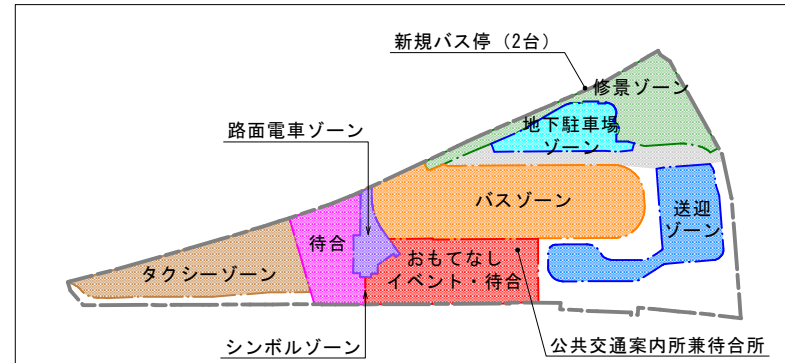 新規バス停（2台）
修景ゾーン
路面電車ゾーン
地下駐車場
ゾーン
バスゾーン
送迎
ゾーン
待合
タクシーゾーン
おもてなし
イベント・待合
シンボルゾーン
公共交通案内所兼待合所